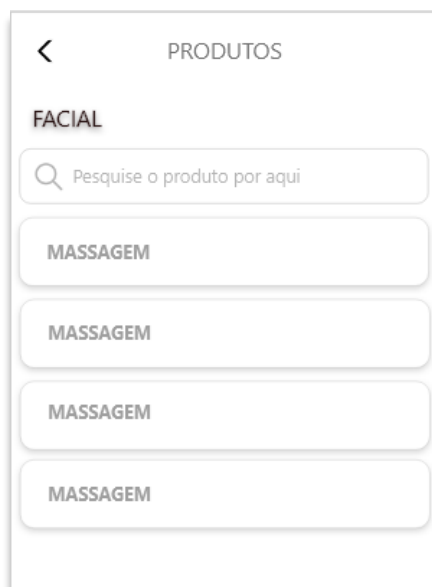 PRODUTOS
FACIAL
Pesquise o produto por aqui
MASSAGEM
MASSAGEM
MASSAGEM
MASSAGEM